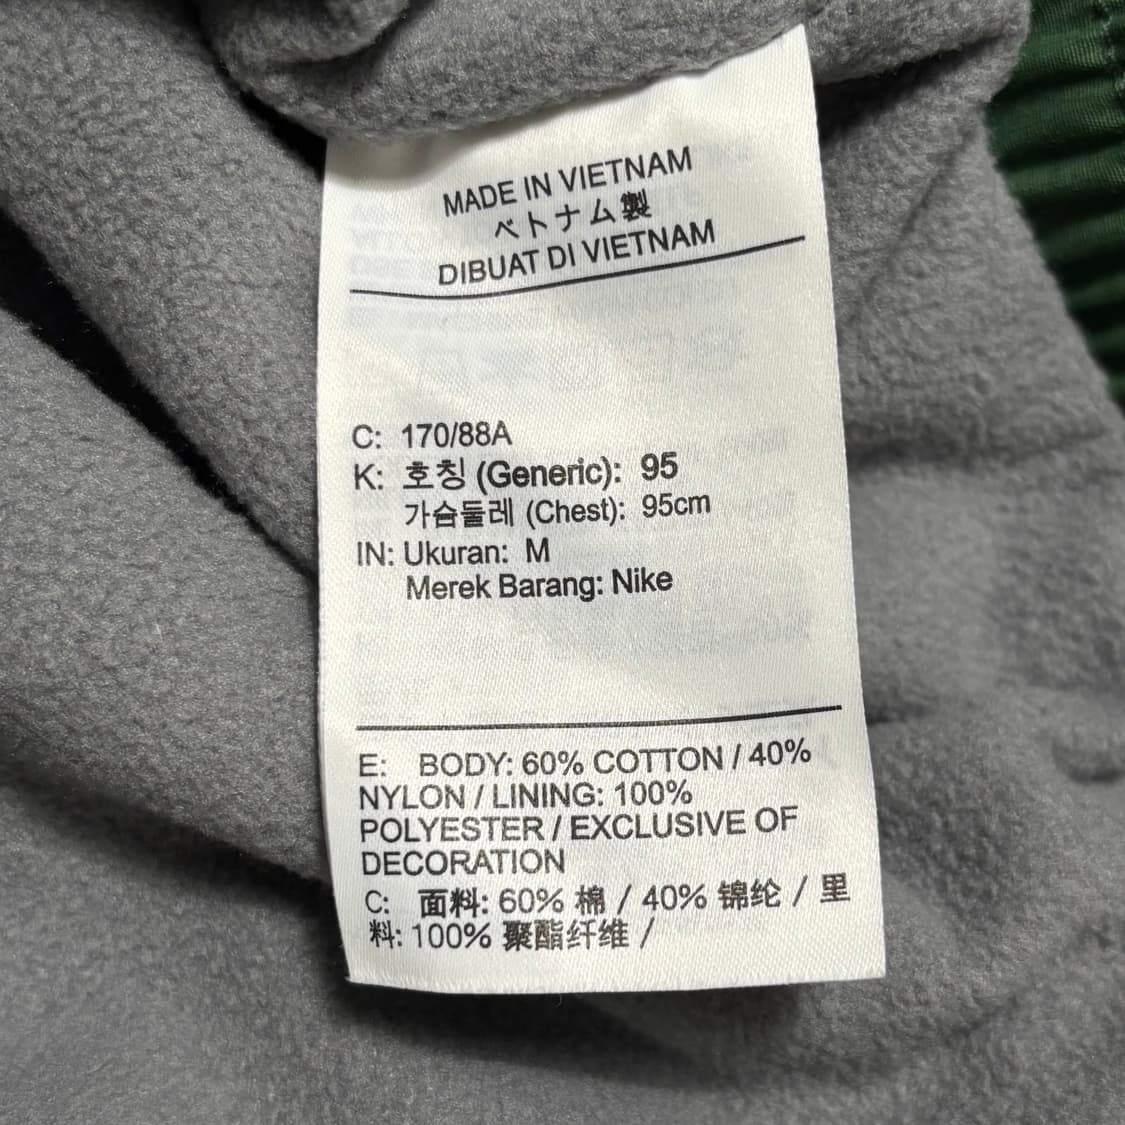 MADE IN VIETNAM
ベトナム製
DIBUAT DI VIETNAM
C: 170/88A
K: 호칭 (Generic): 95
가슴둘레 (Chest): 95cm
IN: Ukuran: M
Merek Barang: Nike
E: BODY: 60% COTTON / 40%
NYLON / LINING: 100%
POLYESTER / EXCLUSIVE OF
DECORATION
C: 面料: 60% 棉 / 40% 锦纶 / 里
料: 100% 聚酯纤维 /